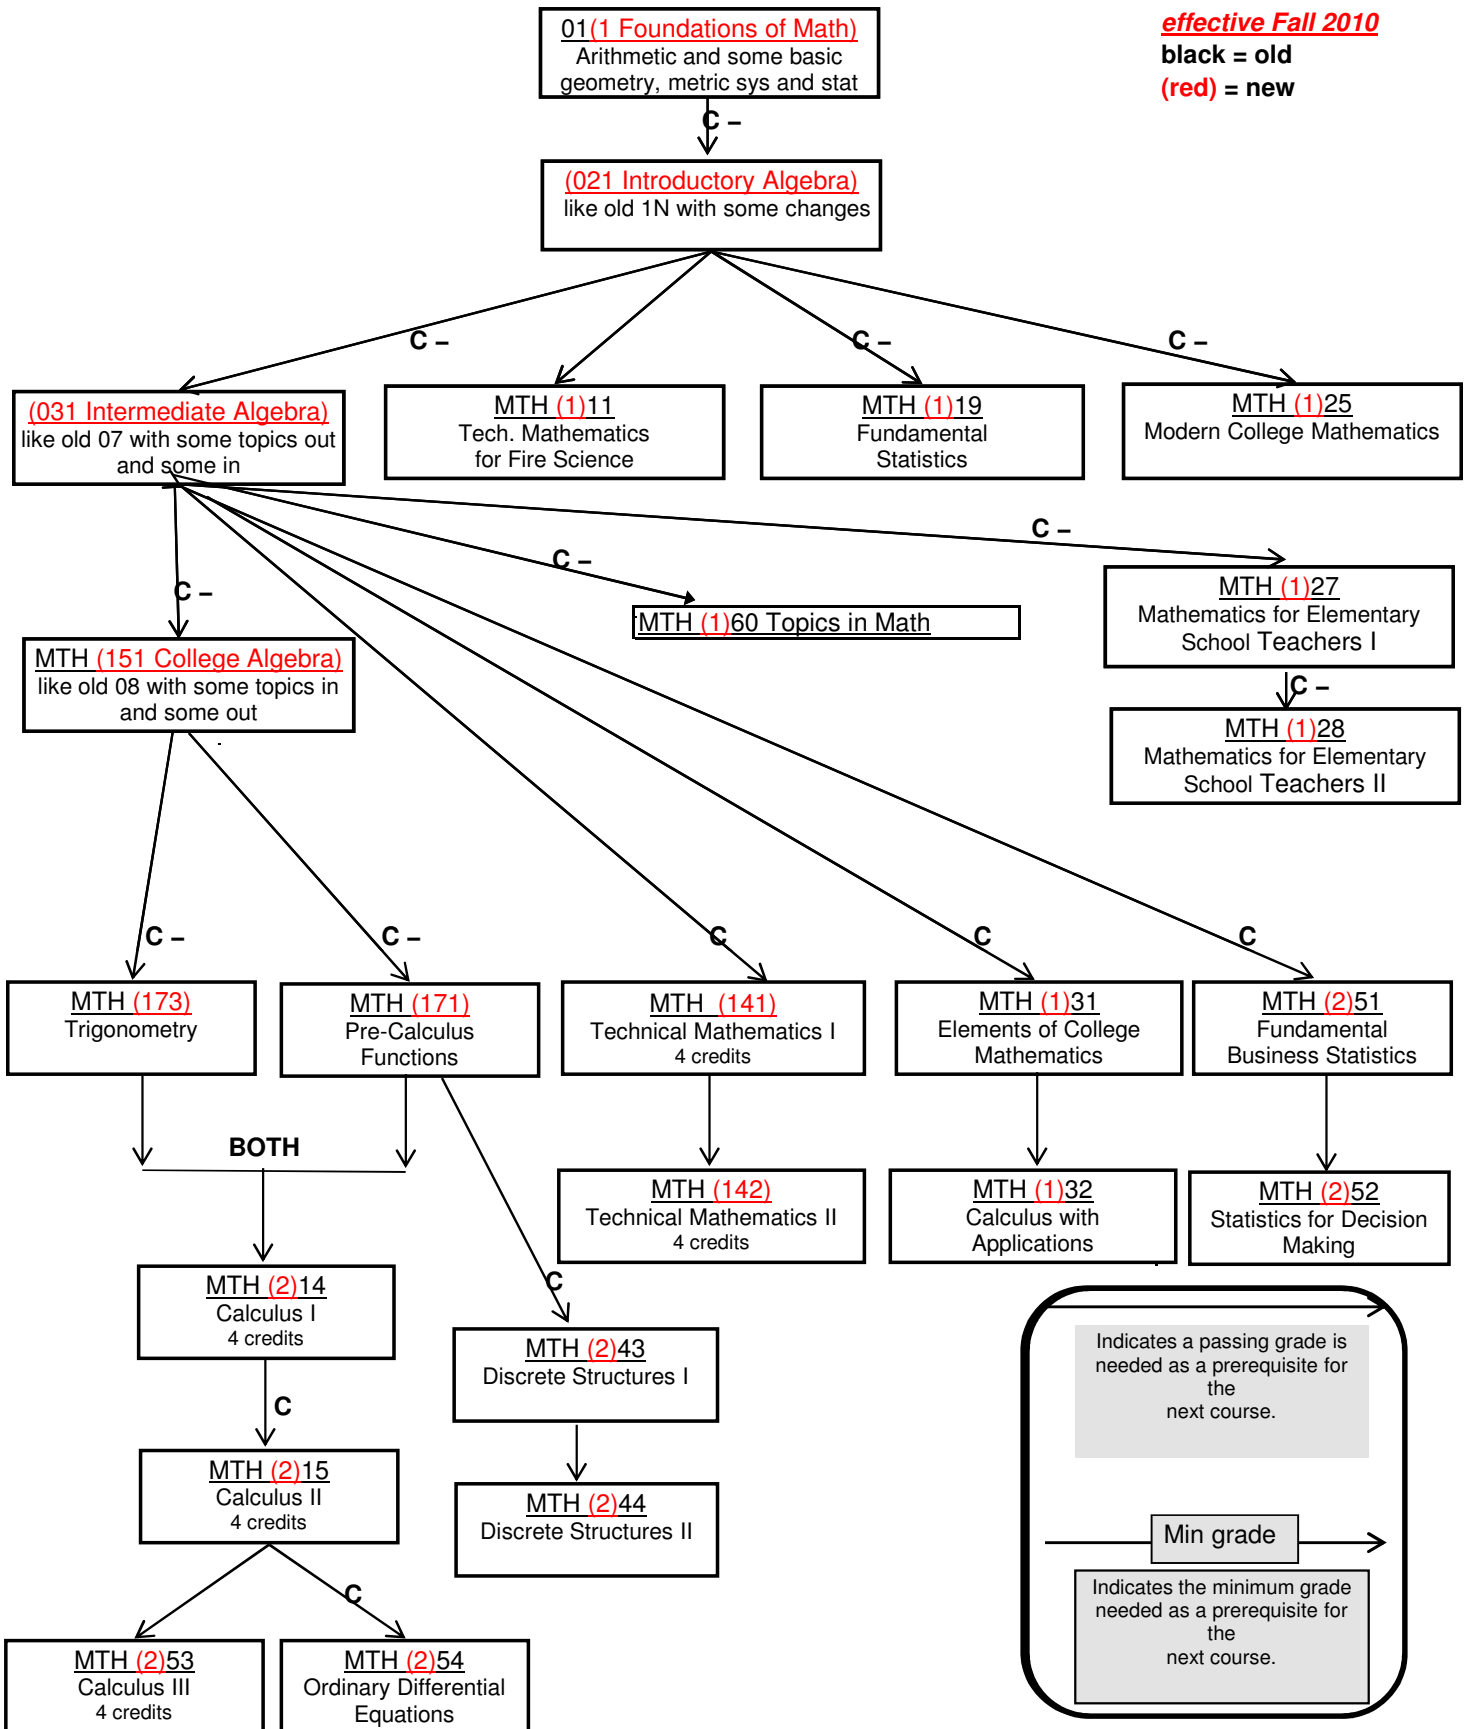 01(1 Foundations of Math)
Arithmetic and some basic
geometry, metric sys and stat
effective Fall 2010
black = old
(red) = new
C –
(021 Introductory Algebra)
like old 1N with some changes
C –
C –
C –
(031 Intermediate Algebra)
like old 07 with some topics out
and some in
MTH (1)11
Tech. Mathematics
for Fire Science
MTH (1)19
Fundamental
Statistics
MTH (1)25
Modern College Mathematics
C –
C –
C –
MTH (1)27
Mathematics for Elementary
School Teachers I
MTH (1)60 Topics in Math
MTH (151 College Algebra)
like old 08 with some topics in
and some out
C –
MTH (1)28
Mathematics for Elementary
School Teachers II
C –
C –
C
C
C
MTH (173)
Trigonometry
MTH (171)
Pre-Calculus
Functions
MTH (141)
Technical Mathematics I
4 credits
MTH (1)31
Elements of College
Mathematics
MTH (2)51
Fundamental
Business Statistics
BOTH
MTH (142)
Technical Mathematics II
4 credits
MTH (1)32
Calculus with
Applications
MTH (2)52
Statistics for Decision
Making
C
MTH (2)14
Calculus I
4 credits
MTH (2)43
Discrete Structures I
Indicates a passing grade is
needed as a prerequisite for
the
next course.
C
MTH (2)15
Calculus II
4 credits
MTH (2)44
Discrete Structures II
Min grade
Indicates the minimum grade
needed as a prerequisite for
the
next course.
C
MTH (2)53
Calculus III
4 credits
MTH (2)54
Ordinary Differential
Equations